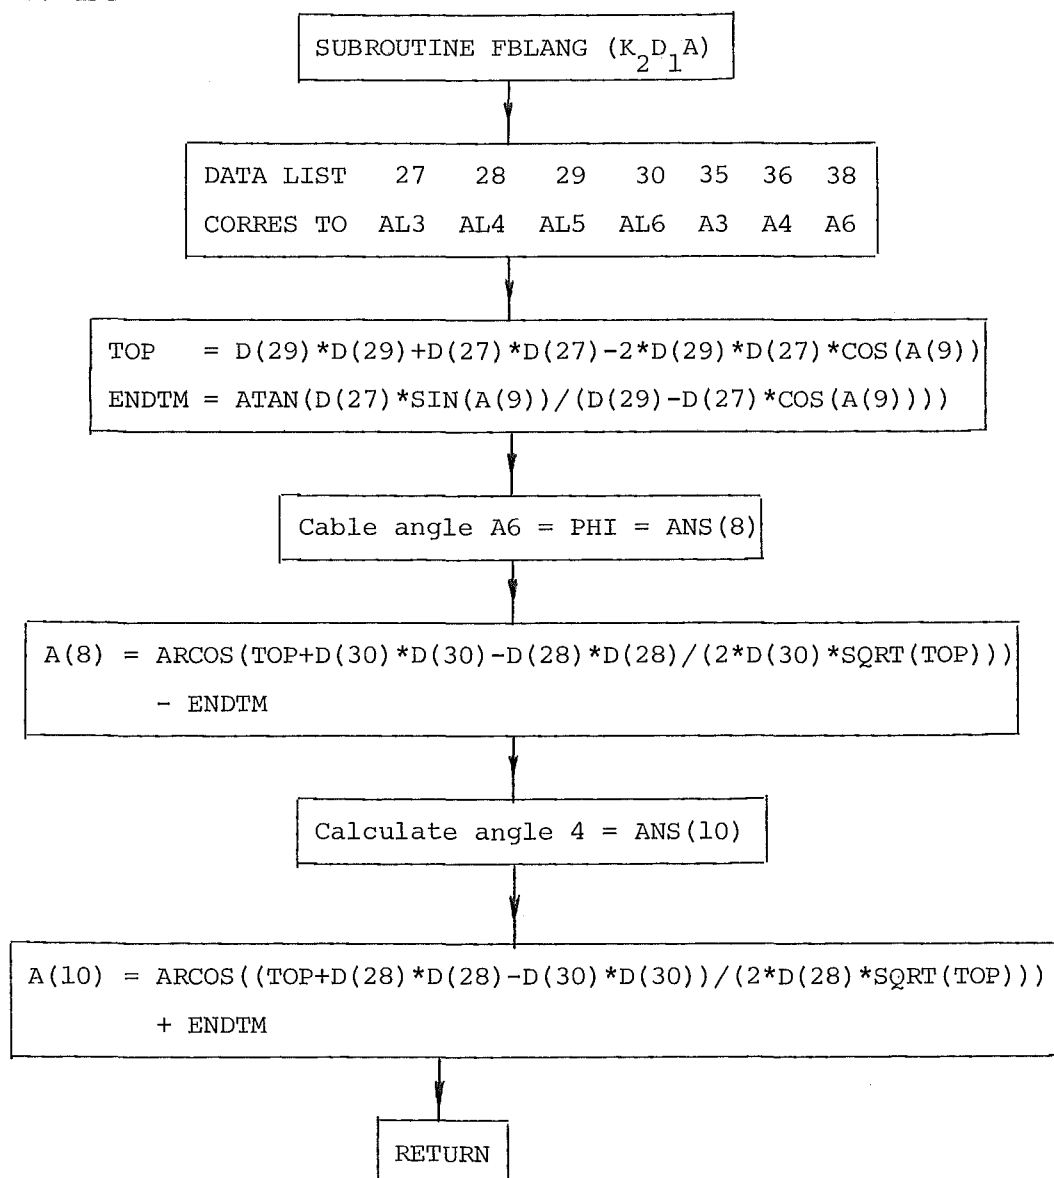 SUBROUTINE FBLANG (K2D1A)
DATA LIST 27 28 29 30 35 36 38
CORRES TO AL3 AL4 AL5 AL6 A3 A4 A6
TOP = D(29)*D(29)+D(27)*D(27)-2*D(29)*D(27)*COS(A(9))
ENDTM = ATAN(D(27)*SIN(A(9))/(D(29)-D(27)*COS(A(9))))
Cable angle A6 = PHI = ANS(8)
A(8) = ARCOS(TOP+D(30)*D(30)-D(28)*D(28)/(2*D(30)*SQRT(TOP)))
- ENDTM
Calculate angle 4 = ANS(10)
A(10) = ARCOS((TOP+D(28)*D(28)-D(30)*D(30))/(2*D(28)*SQRT(TOP)))
+ ENDTM
RETURN